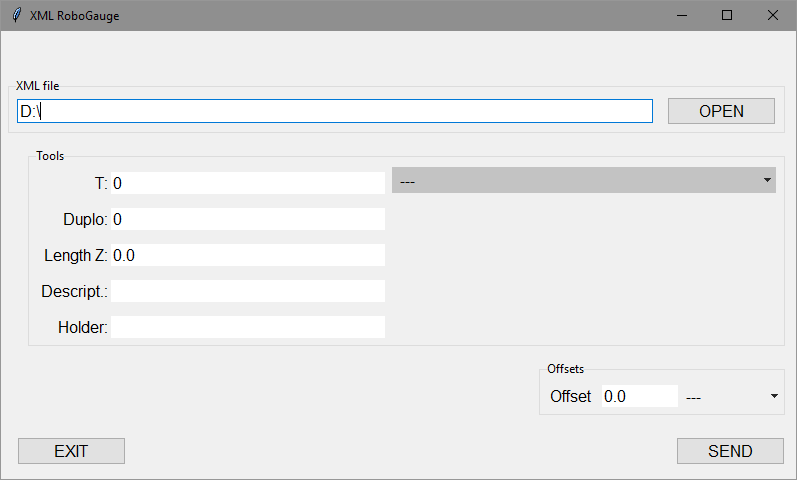 XML RoboGauge
XML file
D:\
OPEN
Tools
T: 0
---
Duplo: 0
Length Z: 0.0
Descript.:
Holder:
Offsets
Offset 0.0 ---
EXIT
SEND